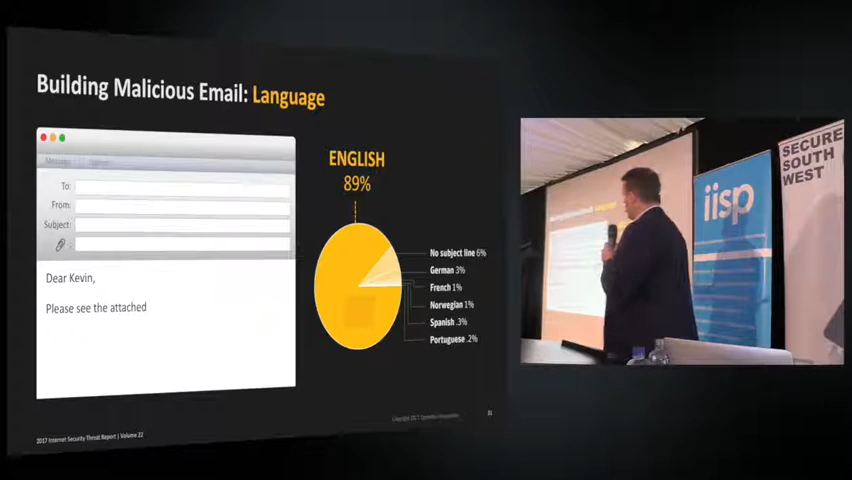 Building Malicious Email: Language
To:
From:
Subject:
Dear Kevin,
Please see the attached
ENGLISH
89%
No subject line 6%
German 3%
French 1%
Norwegian 1%
Spanish .3%
Portuguese .2%
2017 Internet Security Threat Report | Volume 22
31
iisp
SECURE
SOUTH
WEST